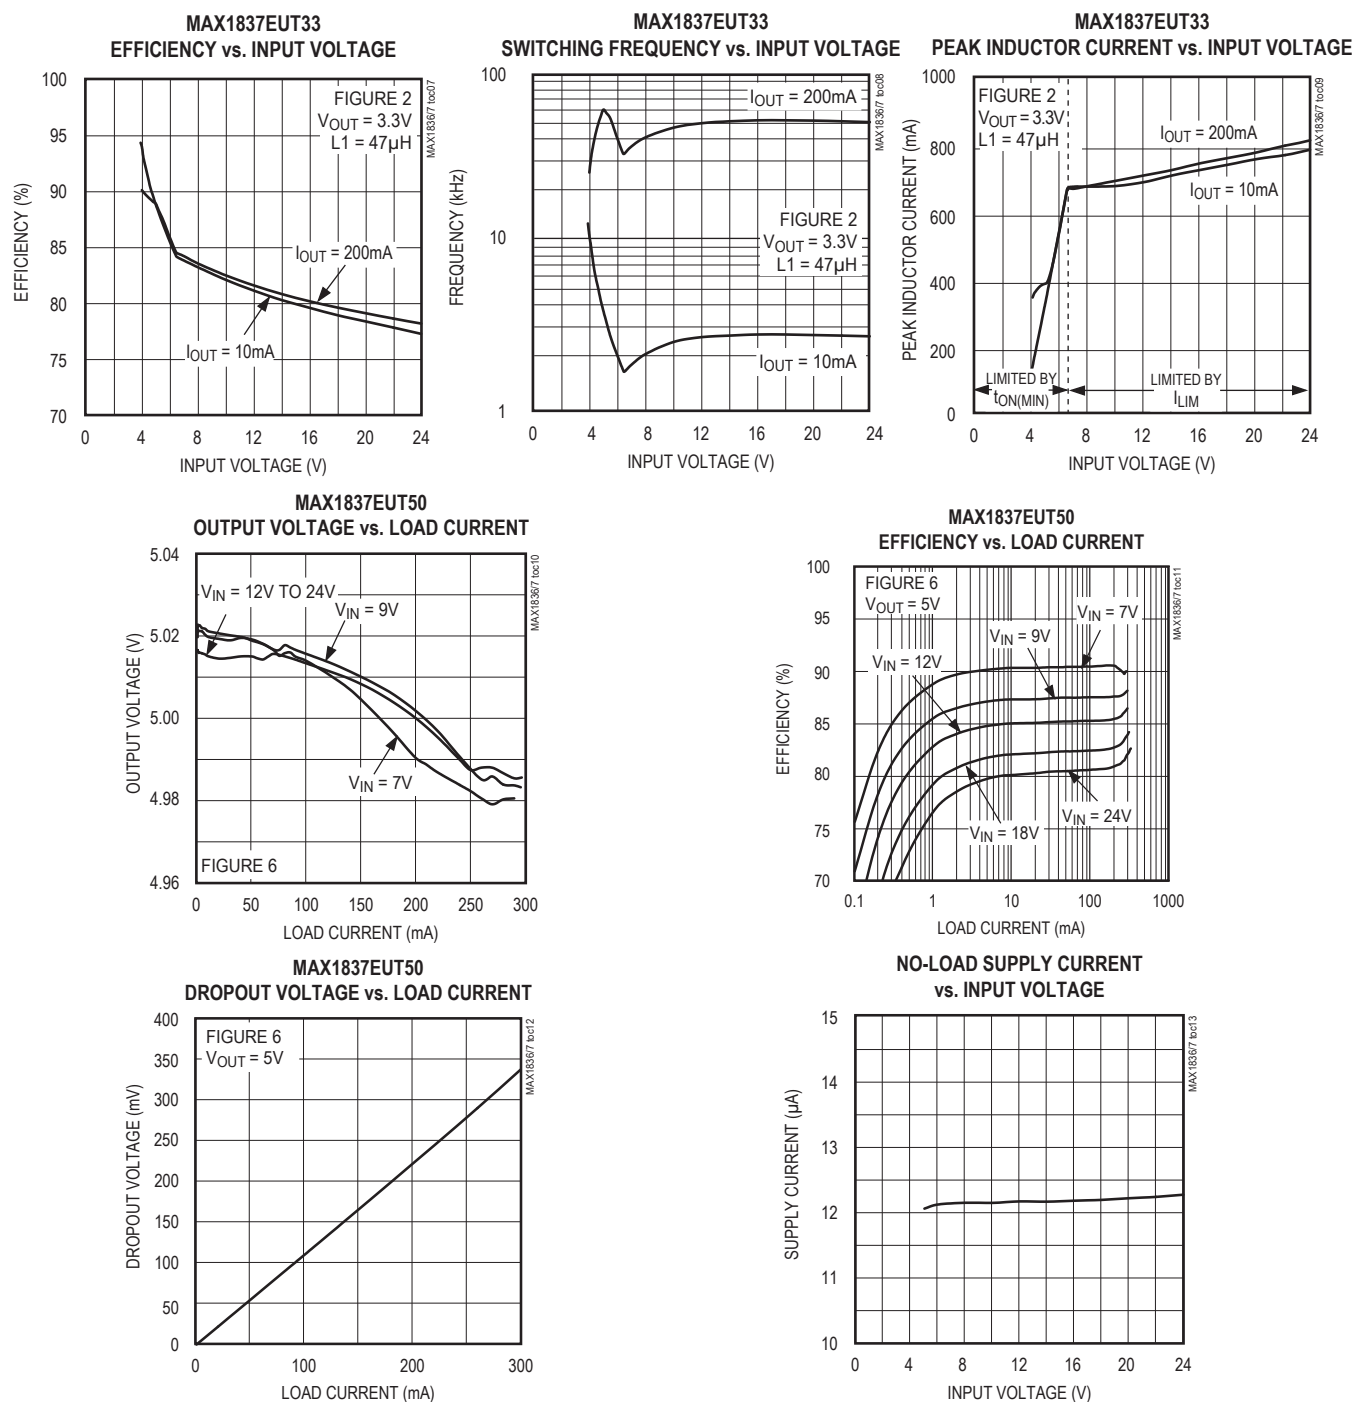 MAX1837EUT33
EFFICIENCY vs. INPUT VOLTAGE
MAX1836/7 toc07
100
95
90
85
80
75
70
EFFICIENCY (%)
FIGURE 2
VOUT = 3.3V
L1 = 47µH
IOUT = 200mA
IOUT = 10mA
0 4 8 12 16 20 24
INPUT VOLTAGE (V)
MAX1837EUT33
SWITCHING FREQUENCY vs. INPUT VOLTAGE
MAX1836/7 toc08
100
10
1
FREQUENCY (kHz)
IOUT = 200mA
FIGURE 2
VOUT = 3.3V
L1 = 47µH
IOUT = 10mA
0 4 8 12 16 20 24
INPUT VOLTAGE (V)
MAX1837EUT33
PEAK INDUCTOR CURRENT vs. INPUT VOLTAGE
MAX1836/7 toc09
1000
800
600
400
200
0
PEAK INDUCTOR CURRENT (mA)
FIGURE 2
VOUT = 3.3V
L1 = 47µH
IOUT = 200mA
IOUT = 10mA
LIMITED BY
tON(MIN)
LIMITED BY
ILIM
0 4 8 12 16 20 24
INPUT VOLTAGE (V)
MAX1837EUT50
OUTPUT VOLTAGE vs. LOAD CURRENT
MAX1836/7 toc10
5.04
5.02
5.00
4.98
4.96
OUTPUT VOLTAGE (V)
VIN = 12V TO 24V
VIN = 9V
VIN = 7V
FIGURE 6
0 50 100 150 200 250 300
LOAD CURRENT (mA)
MAX1837EUT50
EFFICIENCY vs. LOAD CURRENT
MAX1836/7 toc11
100
95
90
85
80
75
70
EFFICIENCY (%)
FIGURE 6
VOUT = 5V
VIN = 7V
VIN = 9V
VIN = 12V
VIN = 24V
VIN = 18V
0.1 1 10 100 1000
LOAD CURRENT (mA)
MAX1837EUT50
DROPOUT VOLTAGE vs. LOAD CURRENT
MAX1836/7 toc12
400
350
300
250
200
150
100
50
0
DROPOUT VOLTAGE (mV)
FIGURE 6
VOUT = 5V
0 100 200 300
LOAD CURRENT (mA)
NO-LOAD SUPPLY CURRENT
vs. INPUT VOLTAGE
MAX1836/7 toc13
15
14
13
12
11
10
SUPPLY CURRENT (µA)
0 4 8 12 16 20 24
INPUT VOLTAGE (V)